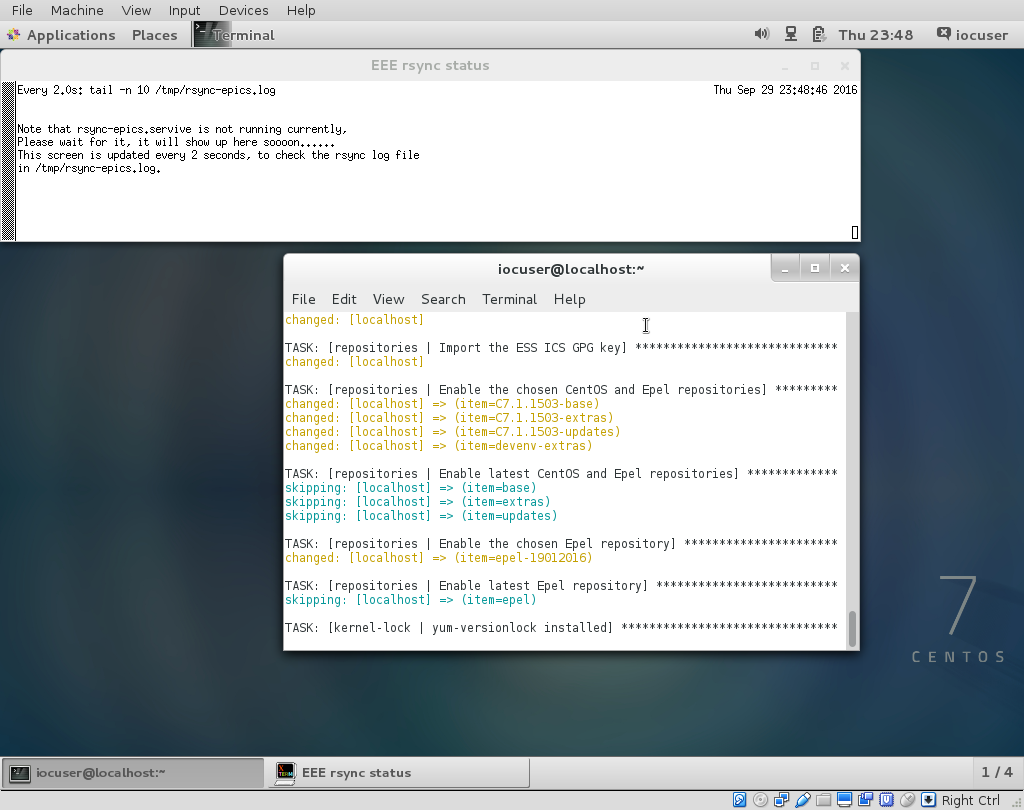 File Machine View Input Devices Help
Applications Places Terminal Thu 23:48 iocuser
EEE rsync status
Every 2.0s: tail -n 10 /tmp/rsync-epics.log Thu Sep 29 23:48:46 2016
Note that rsync-epics.servive is not running currently,
Please wait for it, it will show up here soooon......
This screen is updated every 2 seconds, to check the rsync log file
in /tmp/rsync-epics.log.
iocuser@localhost:~
File Edit View Search Terminal Help
changed: [localhost]
TASK: [repositories | Import the ESS ICS GPG key] *****************************
changed: [localhost]
TASK: [repositories | Enable the chosen CentOS and Epel repositories] *********
changed: [localhost] => (item=C7.1.1503-base)
changed: [localhost] => (item=C7.1.1503-extras)
changed: [localhost] => (item=C7.1.1503-updates)
changed: [localhost] => (item=devenv-extras)
TASK: [repositories | Enable latest CentOS and Epel repositories] *************
skipping: [localhost] => (item=base)
skipping: [localhost] => (item=extras)
skipping: [localhost] => (item=updates)
TASK: [repositories | Enable the chosen Epel repository] **********************
changed: [localhost] => (item=epel-19012016)
TASK: [repositories | Enable latest Epel repository] **************************
skipping: [localhost] => (item=epel)
TASK: [kernel-lock | yum-versionlock installed] *******************************
7
CENTOS
iocuser@localhost:~ EEE rsync status 1 / 4
Right Ctrl